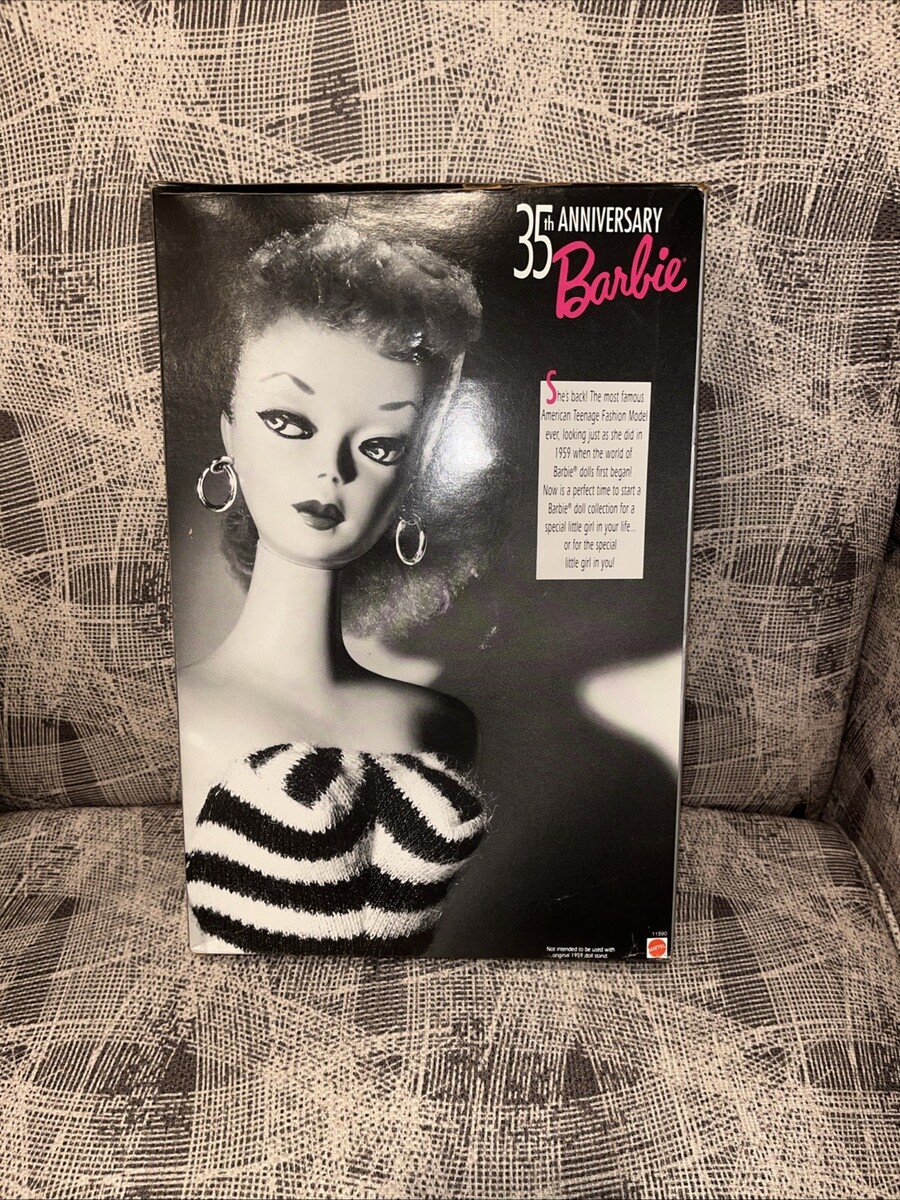 35th ANNIVERSARY
Barbie®
She's back! The most famous
American Teenage Fashion Model
ever, looking just as she did in
1959 when the world of
Barbie® dolls first began!
Now is a perfect time to start a
Barbie® doll collection for a
special little girl in your life...
or for the special
little girl in you!
11590
Not intended to be used with
original 1959 doll stand.
MATTEL